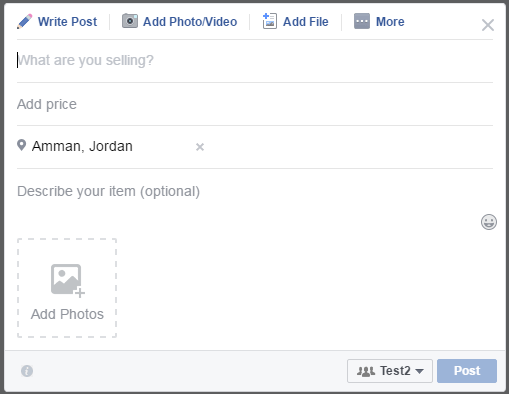 Write Post Add Photo/Video Add File More
What are you selling?
Add price
Amman, Jordan
Describe your item (optional)
Add Photos
Test2 Post